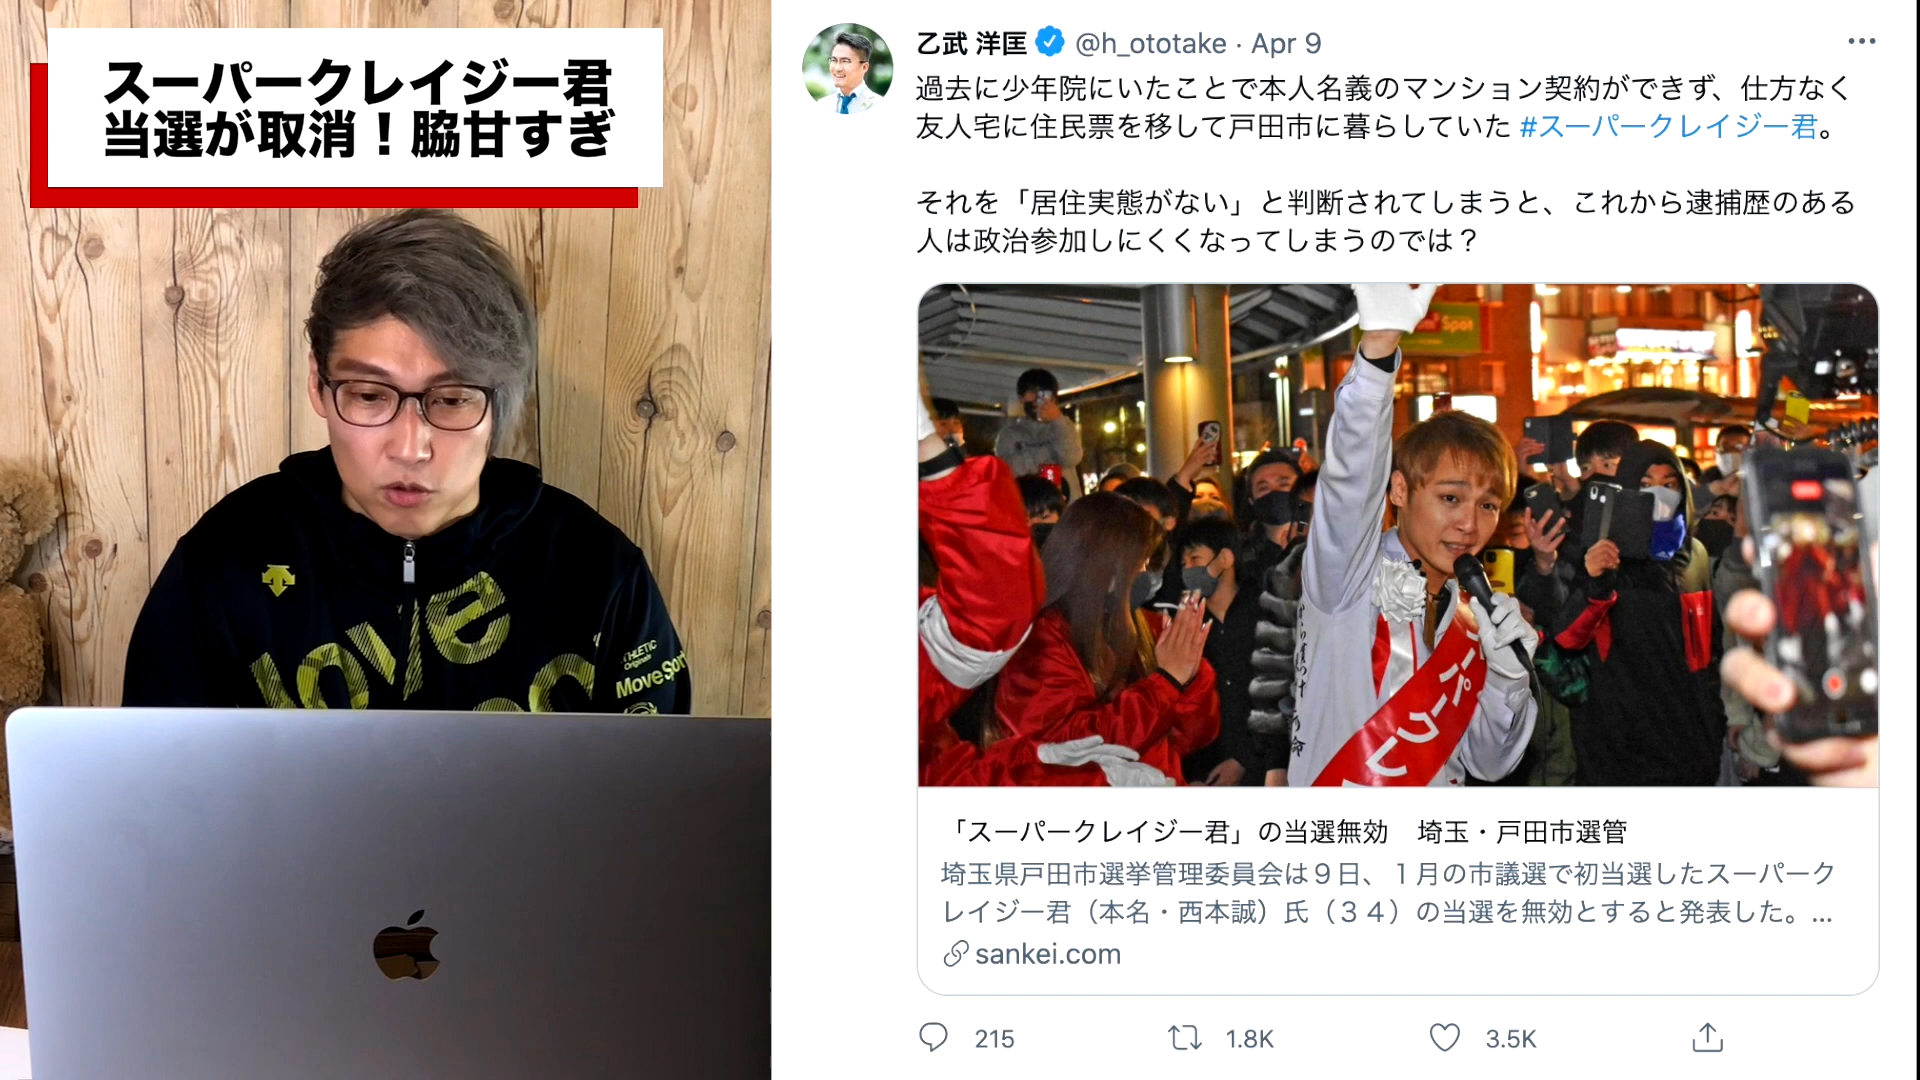 スーパークレイジー君
当選が取消！脇甘すぎ
乙武 洋匡 @h_ototake · Apr 9
過去に少年院にいたことで本人名義のマンション契約ができず、仕方なく
友人宅に住民票を移して戸田市に暮らしていた #スーパークレイジー君。
それを「居住実態がない」と判断されてしまうと、これから逮捕歴のある
人は政治参加しにくくなってしまうのでは？
Spot
スーパークレ
「スーパークレイジー君」の当選無効　埼玉・戸田市選管
埼玉県戸田市選挙管理委員会は９日、１月の市議選で初当選したスーパーク
レイジー君（本名・西本誠）氏（３４）の当選を無効とすると発表した。...
sankei.com
215
1.8K
3.5K
Move
ATHLETIC
Originals
Move Sport